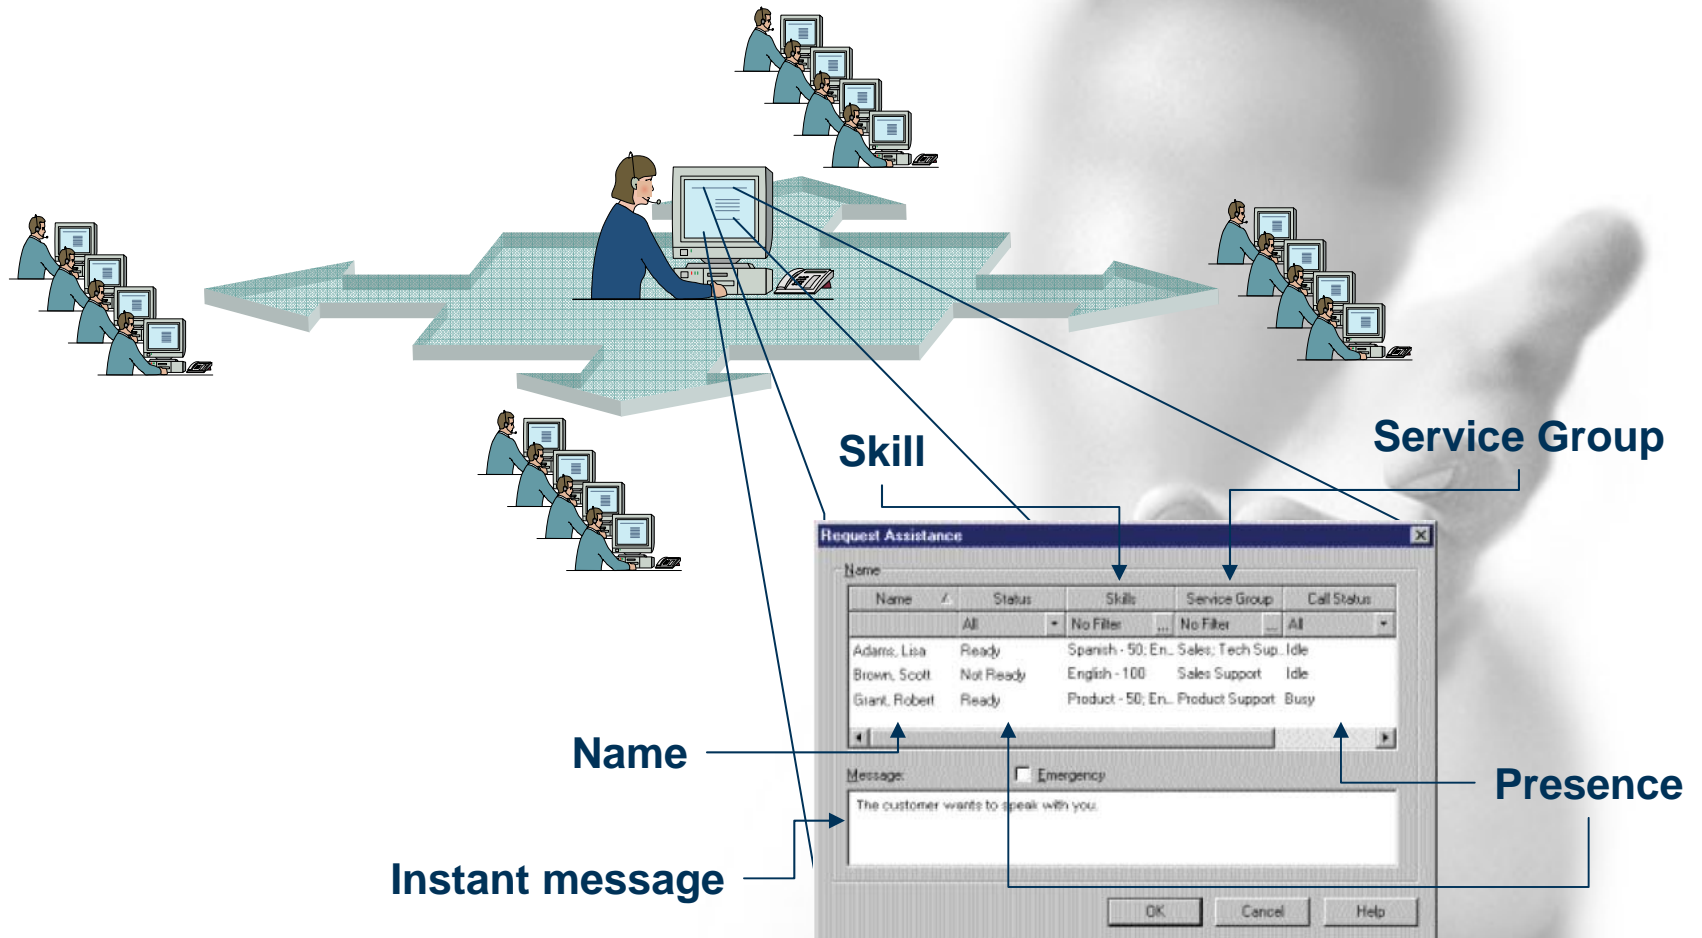 Skill
Service Group
Request Assistance
Name
Name Status Skills Service Group Call Status
All No Filter ... No Filter ... All
Adams, Lisa Ready Spanish - 50; En... Sales; Tech Sup... Idle
Brown, Scott Not Ready English - 100 Sales Support Idle
Grant, Robert Ready Product - 50; En... Product Support Busy
Name
Message: Emergency
Presence
The customer wants to speak with you.
Instant message
OK Cancel Help